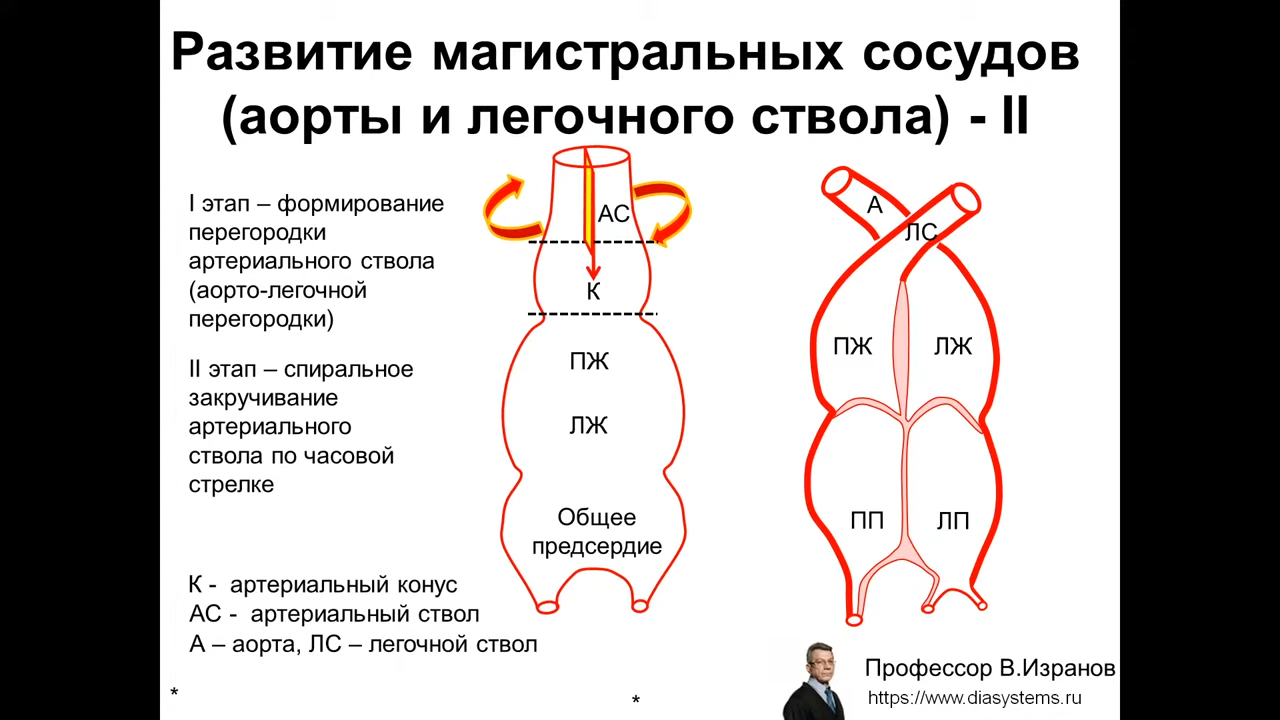 Развитие магистральных сосудов
(аорты и легочного ствола) - II
I этап – формирование
перегородки
артериального ствола
(аорто-легочной
перегородки)
II этап – спиральное
закручивание
артериального
ствола по часовой
стрелке
К - артериальный конус
АС - артериальный ствол
А – аорта, ЛС – легочной ствол
АС
К
ПЖ
ЛЖ
Общее
предсердие
А
ЛС
ПЖ
ЛЖ
ПП
ЛП
Профессор В.Изранов
https://www.diasystems.ru
*
*